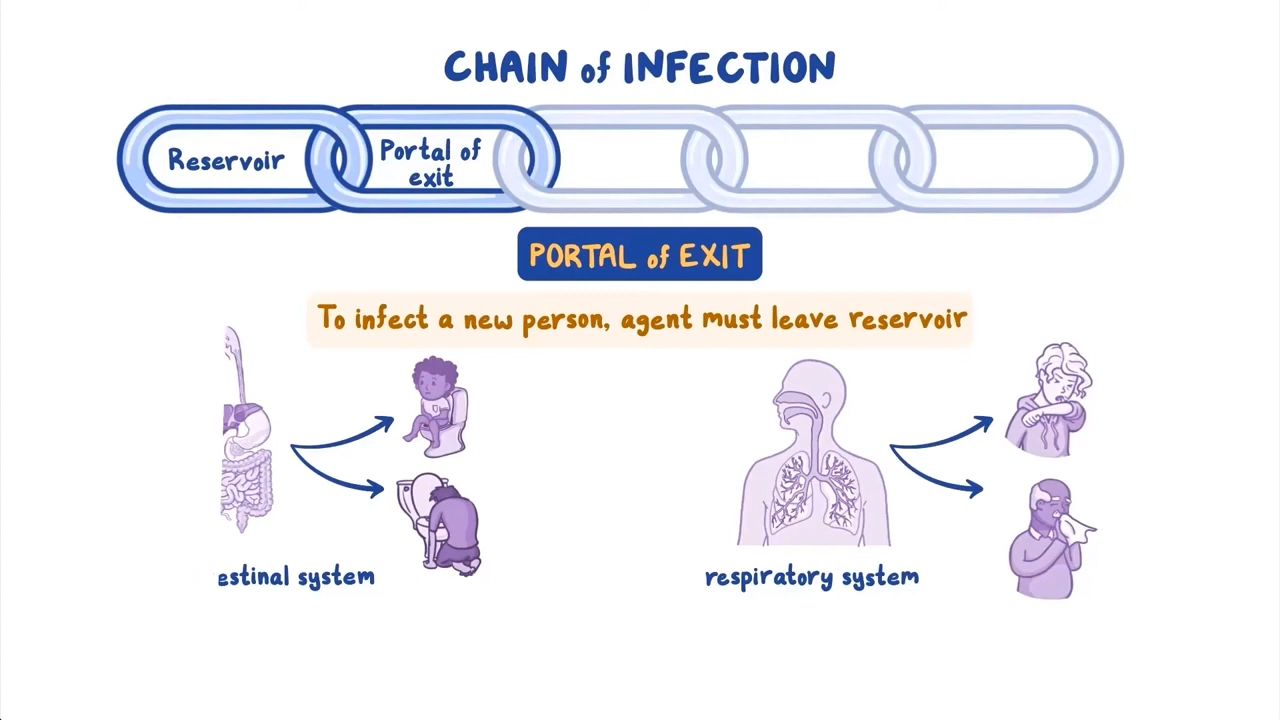 CHAIN of INFECTION
Reservoir
Portal of
exit
PORTAL of EXIT
To infect a new person, agent must leave reservoir
estinal system
respiratory system